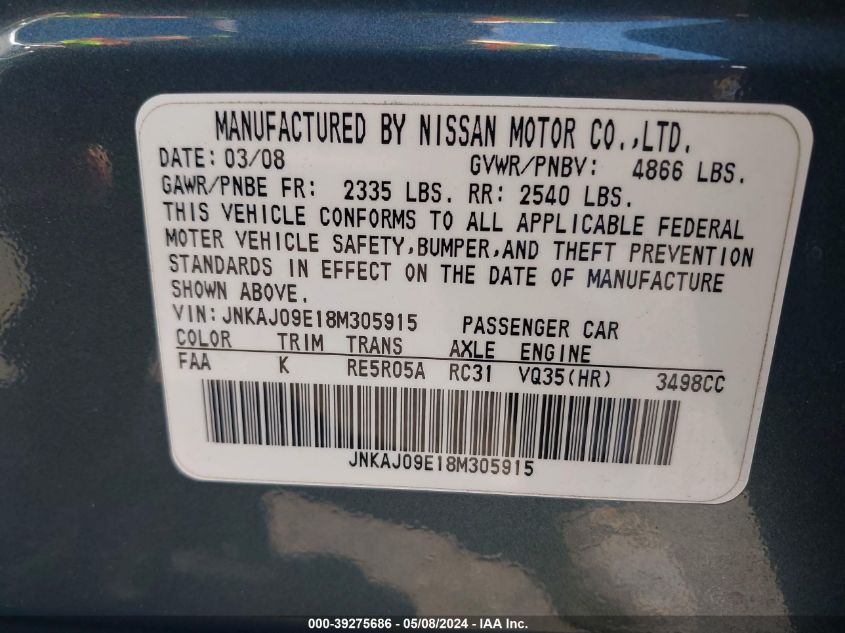 MANUFACTURED BY NISSAN MOTOR CO.,LTD.
DATE: 03/08 GVWR/PNBV: 4866 LBS.
GAWR/PNBE FR: 2335 LBS. RR: 2540 LBS.
THIS VEHICLE CONFORMS TO ALL APPLICABLE FEDERAL
MOTER VEHICLE SAFETY,BUMPER,AND THEFT PREVENTION
STANDARDS IN EFFECT ON THE DATE OF MANUFACTURE
SHOWN ABOVE.
VIN:JNKAJ09E18M305915 PASSENGER CAR
COLOR TRIM TRANS AXLE ENGINE
FAA K RE5R05A RC31 VQ35(HR) 3498CC
JNKAJ09E18M305915
000-39275686 - 05/08/2024 - IAA Inc.